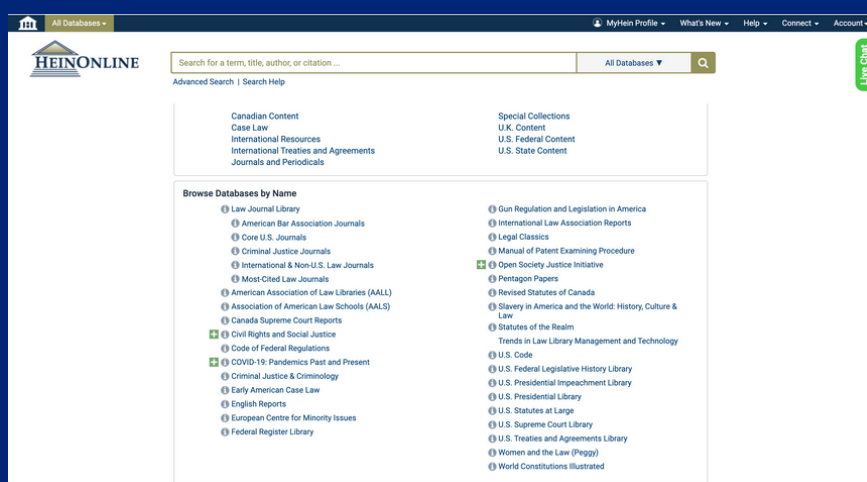 All Databases
MyHein Profile
What's New
Help
Connect
Account
HEINONLINE
Search for a term, title, author, or citation ...
All Databases ▼
Advanced Search | Search Help
Live Chat
Canadian Content
Case Law
International Resources
International Treaties and Agreements
Journals and Periodicals
Special Collections
U.K. Content
U.S. Federal Content
U.S. State Content
Browse Databases by Name
Law Journal Library
American Bar Association Journals
Core U.S. Journals
Criminal Justice Journals
International & Non-U.S. Law Journals
Most-Cited Law Journals
American Association of Law Libraries (AALL)
Association of American Law Schools (AALS)
Canada Supreme Court Reports
Civil Rights and Social Justice
Code of Federal Regulations
COVID-19: Pandemics Past and Present
Criminal Justice & Criminology
Early American Case Law
English Reports
European Centre for Minority Issues
Federal Register Library
Gun Regulation and Legislation in America
International Law Association Reports
Legal Classics
Manual of Patent Examining Procedure
Open Society Justice Initiative
Pentagon Papers
Revised Statutes of Canada
Slavery in America and the World: History, Culture &
Law
Statutes of the Realm
Trends in Law Library Management and Technology
U.S. Code
U.S. Federal Legislative History Library
U.S. Presidential Impeachment Library
U.S. Presidential Library
U.S. Statutes at Large
U.S. Supreme Court Library
U.S. Treaties and Agreements Library
Women and the Law (Peggy)
World Constitutions Illustrated